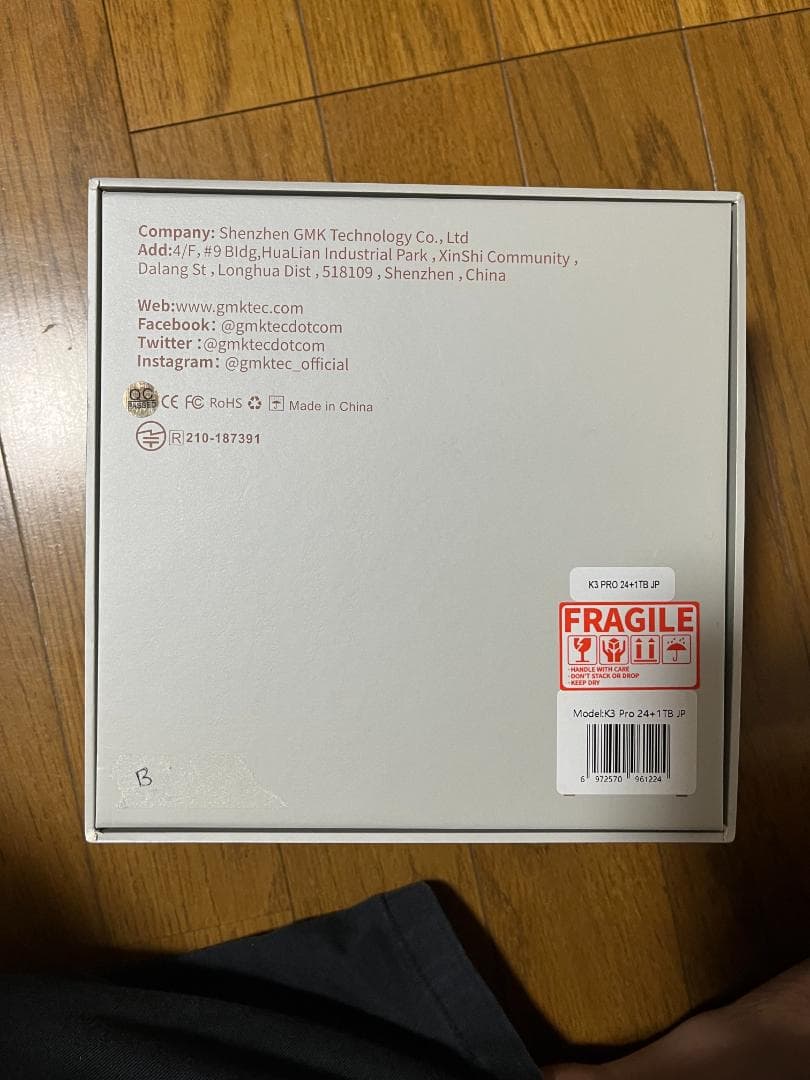 Company: Shenzhen GMK Technology Co., Ltd
Add:4/F, #9 Bldg,HuaLian Industrial Park , XinShi Community ,
Dalang St , Longhua Dist , 518109 , Shenzhen , China
Web:www.gmktec.com
Facebook: @gmktecdotcom
Twitter :@gmktecdotcom
Instagram: @gmktec_official
QC PASSED CE FC RoHS Made in China
R 210-187391
K3 PRO 24+1TB JP
FRAGILE
·HANDLE WITH CARE
·DON'T STACK OR DROP
·KEEP DRY
Model:K3 Pro 24+1TB JP
6 972570 961224
B